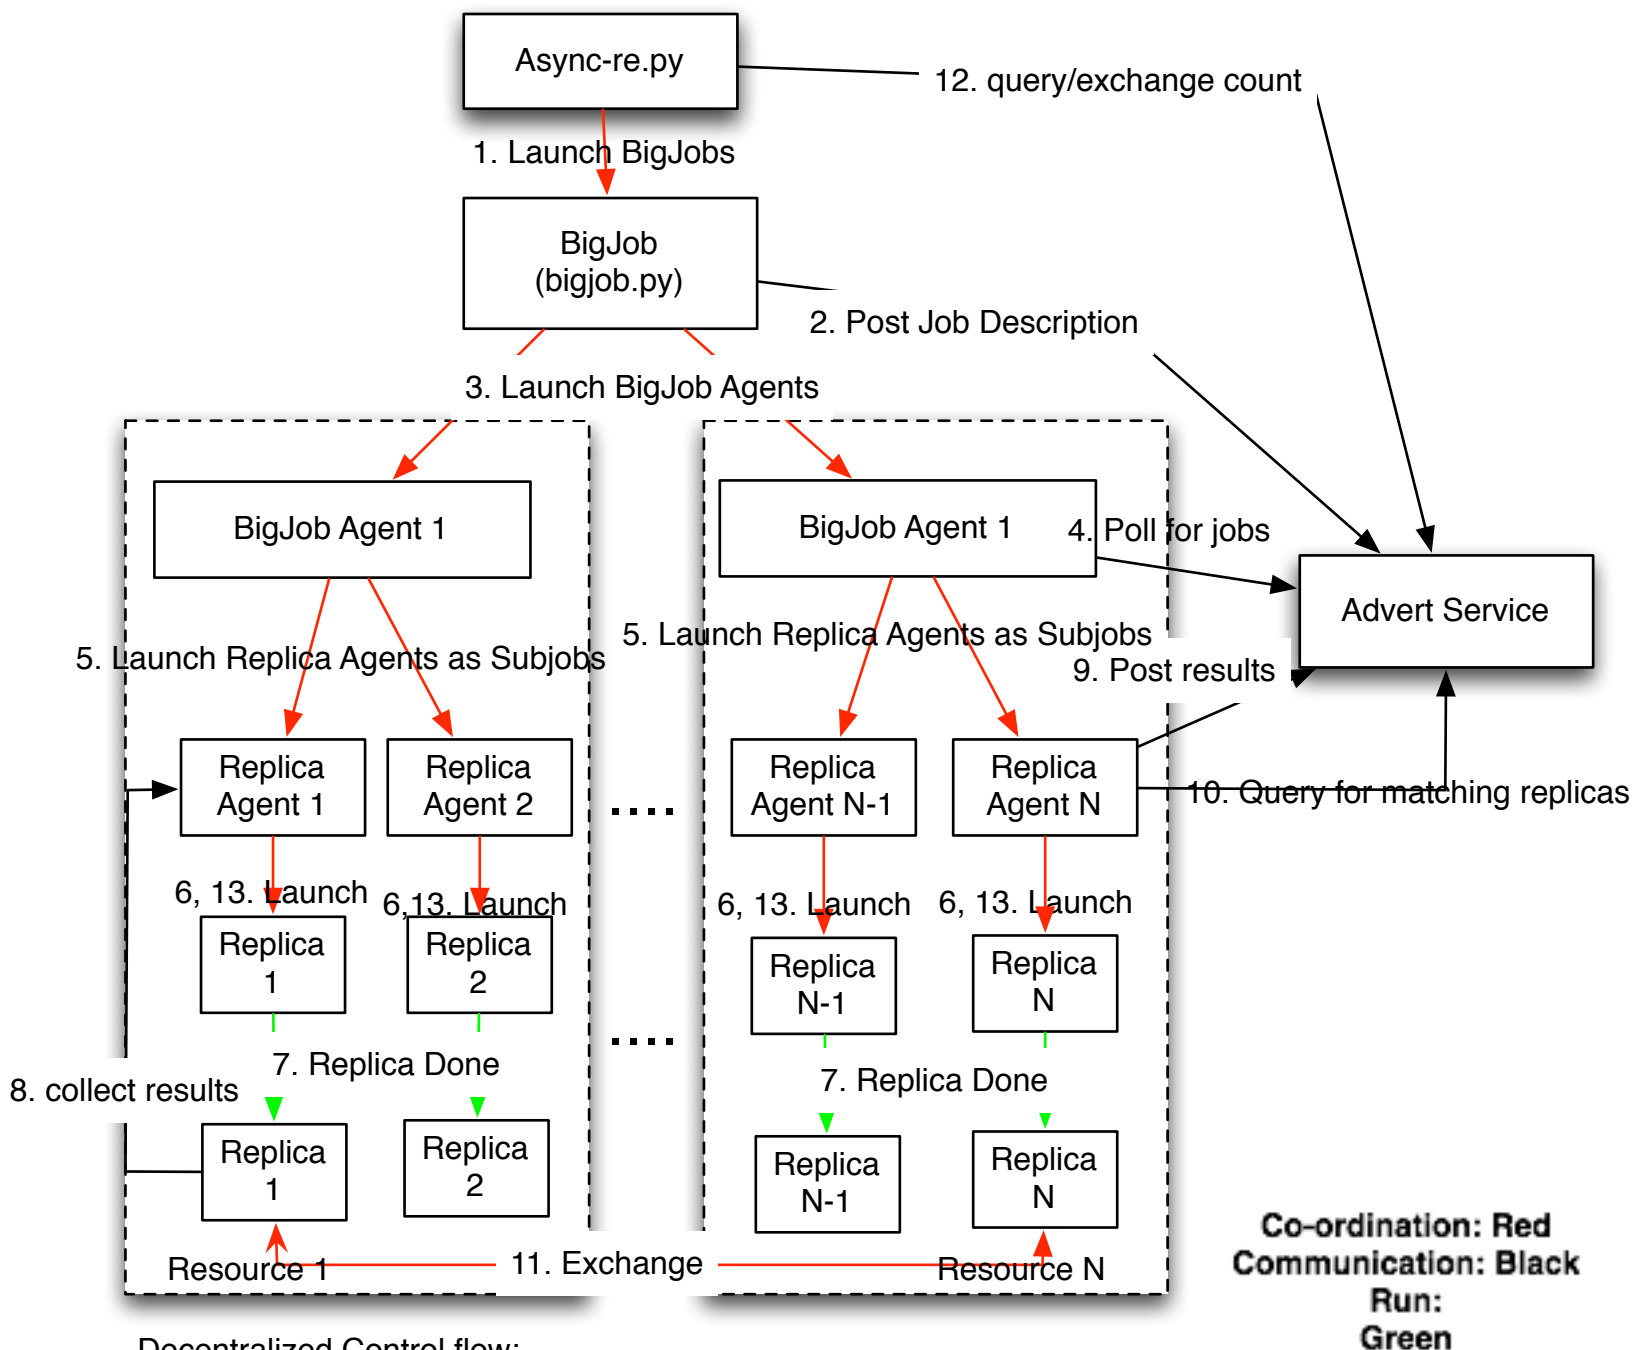 Async-re.py
12. query/exchange count
1. Launch BigJobs
BigJob
(bigjob.py)
2. Post Job Description
3. Launch BigJob Agents
BigJob Agent 1
BigJob Agent 1
4. Poll for jobs
Advert Service
5. Launch Replica Agents as Subjobs
5. Launch Replica Agents as Subjobs
9. Post results
Replica
Agent 1
Replica
Agent 2
....
Replica
Agent N-1
Replica
Agent N
10. Query for matching replicas
6, 13. Launch
6,13. Launch
6, 13. Launch
6, 13. Launch
Replica
1
Replica
2
Replica
N-1
Replica
N
....
7. Replica Done
7. Replica Done
8. collect results
Replica
1
Replica
2
Replica
N-1
Replica
N
Resource 1
11. Exchange
Resource N
Co-ordination: Red
Communication: Black
Run:
Green
Decentralized Control flow: